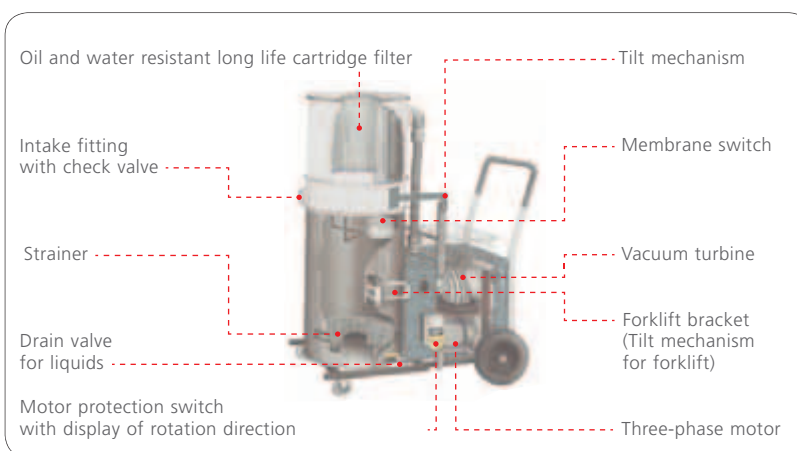 Oil and water resistant long life cartridge filter
Tilt mechanism
Intake fitting
with check valve
Membrane switch
Strainer
Vacuum turbine
Drain valve
for liquids
Forklift bracket
(Tilt mechanism
for forklift)
Motor protection switch
with display of rotation direction
Three-phase motor